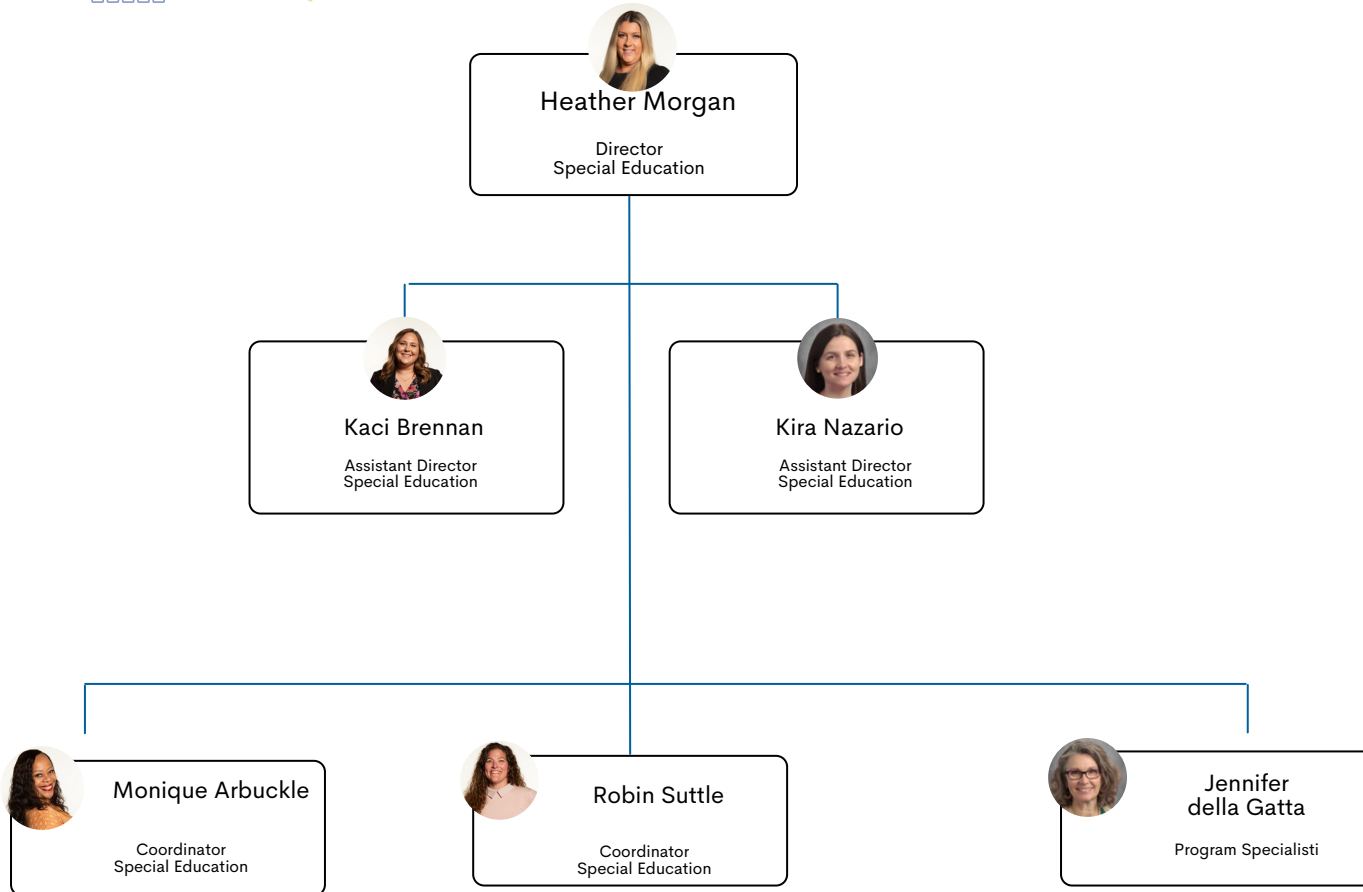 Heather Morgan
Director
Special Education
Kaci Brennan
Assistant Director
Special Education
Kira Nazario
Assistant Director
Special Education
Monique Arbuckle
Coordinator
Special Education
Robin Suttle
Coordinator
Special Education
Jennifer
della Gatta
Program Specialisti